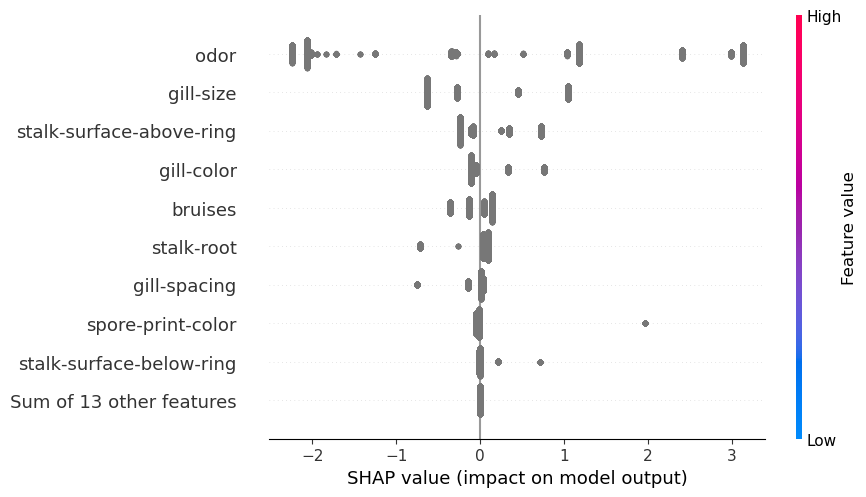 odor
gill-size
stalk-surface-above-ring
gill-color
bruises
stalk-root
gill-spacing
spore-print-color
stalk-surface-below-ring
Sum of 13 other features
−2 −1 0 1 2 3
SHAP value (impact on model output)
High
Feature value
Low